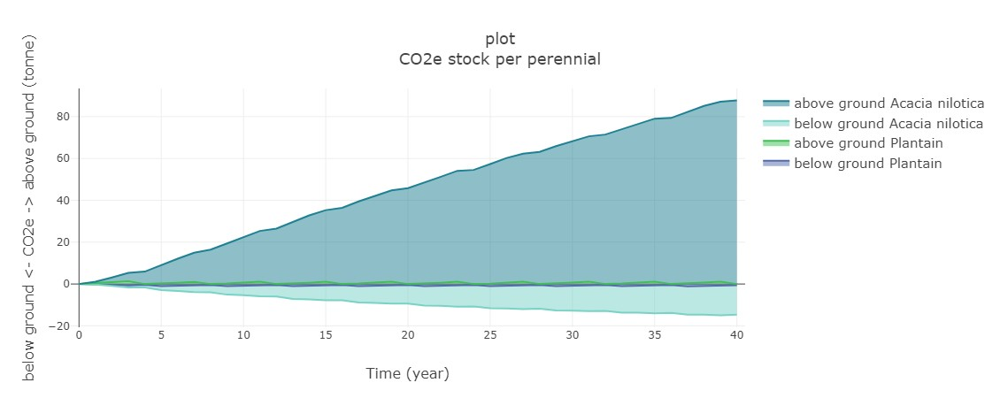 plot
CO2e stock per perennial
below ground <- CO2e -> above ground (tonne)
80
60
40
20
0
−20
0 5 10 15 20 25 30 35 40
Time (year)
above ground Acacia nilotica
below ground Acacia nilotica
above ground Plantain
below ground Plantain